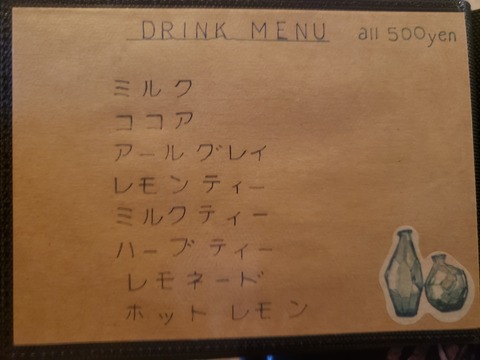 DRINK MENU all 500yen
ミルク
ココア
アールグレイ
レモンティー
ミルクティー
ハーブティー
レモネード
ホットレモン